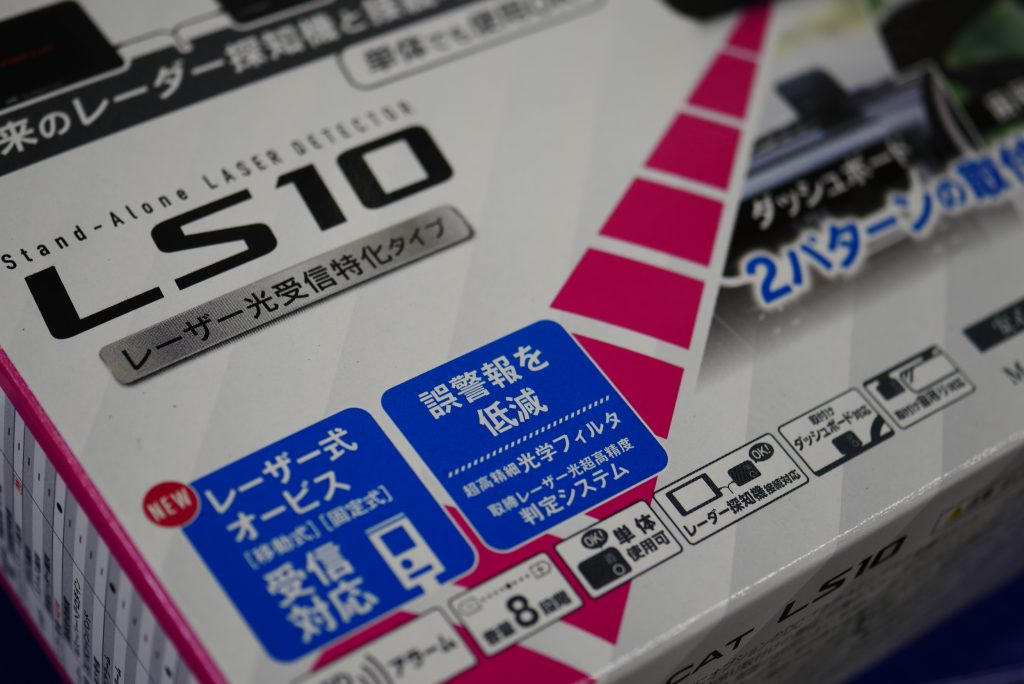 来のレーダー探知機と接続
単体でも使用
Stand-Alone LASER DETECTOR
LS10
レーザー光受信特化タイプ
ダッシュボード
2パターンの取付
誤警報を
低減
超高精細光学フィルタ
取締レーザー光超高精度
判定システム
NEW
レーザー式
オービス
[移動式][固定式]
受信
対応
OK!
単体
使用可
OK!
レーダー探知機接続対応
取付け
ダッシュボード対応
音量8段階
アラーム
CAT LS10